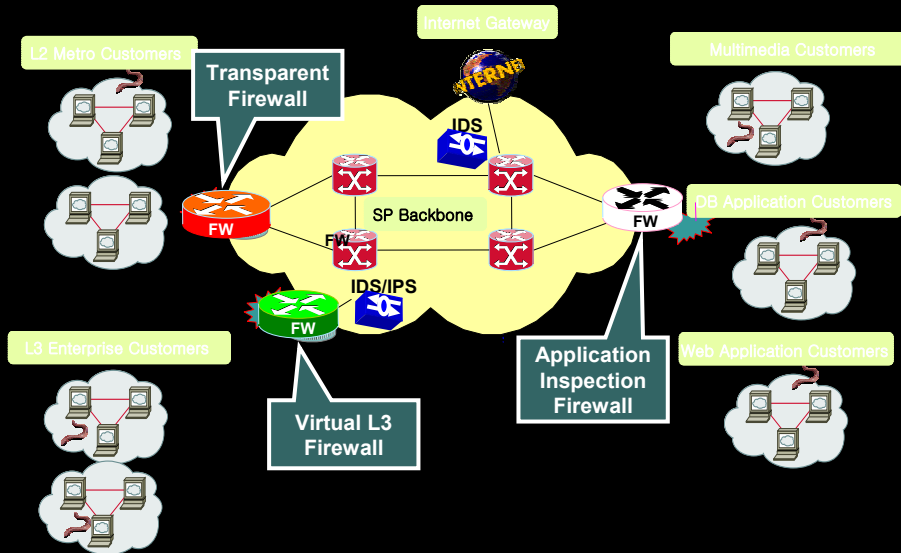 Internet Gateway
L2 Metro Customers
Multimedia Customers
Transparent
Firewall
INTERNET
IDS
DB Application Customers
SP Backbone
FW
FW
FW
IDS/IPS
FW
L3 Enterprise Customers
Application
Inspection
Firewall
Web Application Customers
Virtual L3
Firewall